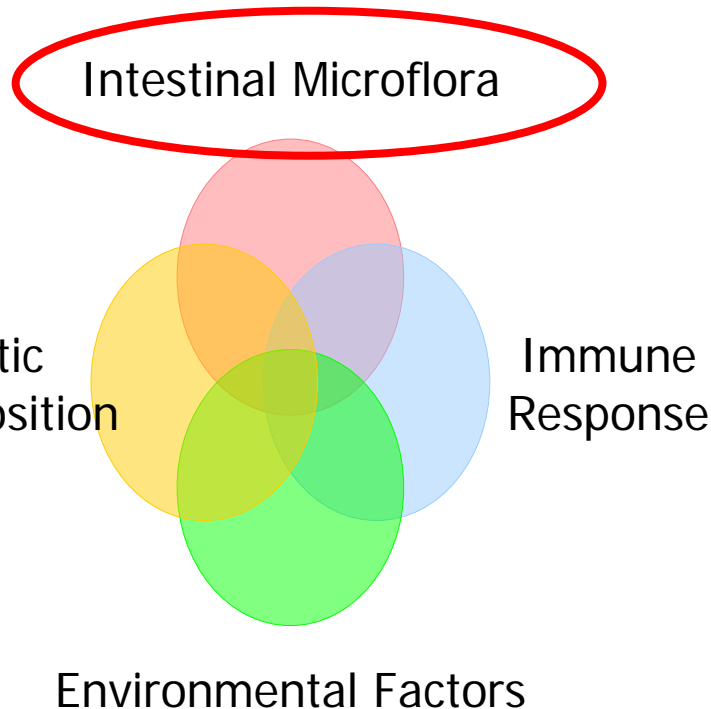 Intestinal Microflora
tic
Immune
osition
Response
Environmental Factors